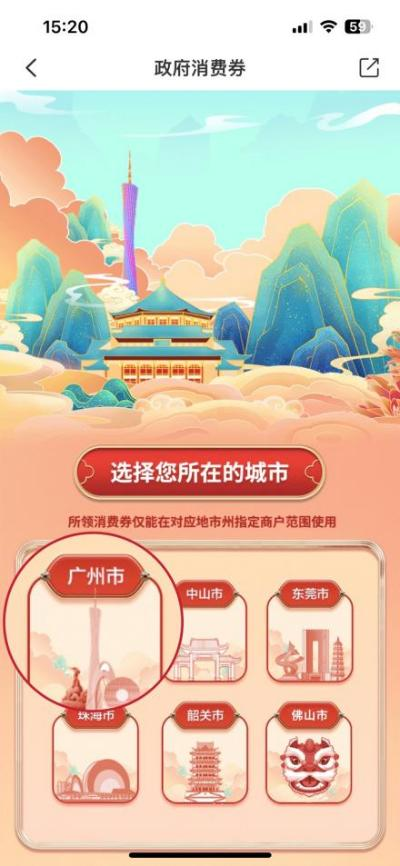 15:20
59
政府消费券
选择您所在的城市
所领消费券仅能在对应地市州指定商户范围使用
广州市
中山市
东莞市
珠海市
韶关市
佛山市